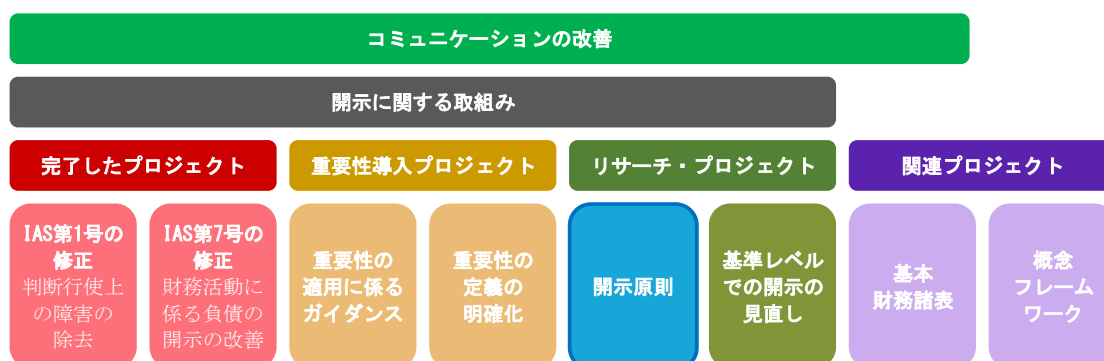 コミュニケーションの改善
開示に関する取組み
完了したプロジェクト
重要性導入プロジェクト
リサーチ・プロジェクト
関連プロジェクト
IAS第1号の
修正
判断行使上
の障害の
除去
IAS第7号の
修正
財務活動に
係る負債の
開示の改善
重要性の
適用に係る
ガイダンス
重要性の
定義の
明確化
開示原則
基準レベル
での開示の
見直し
基本
財務諸表
概念
フレーム
ワーク